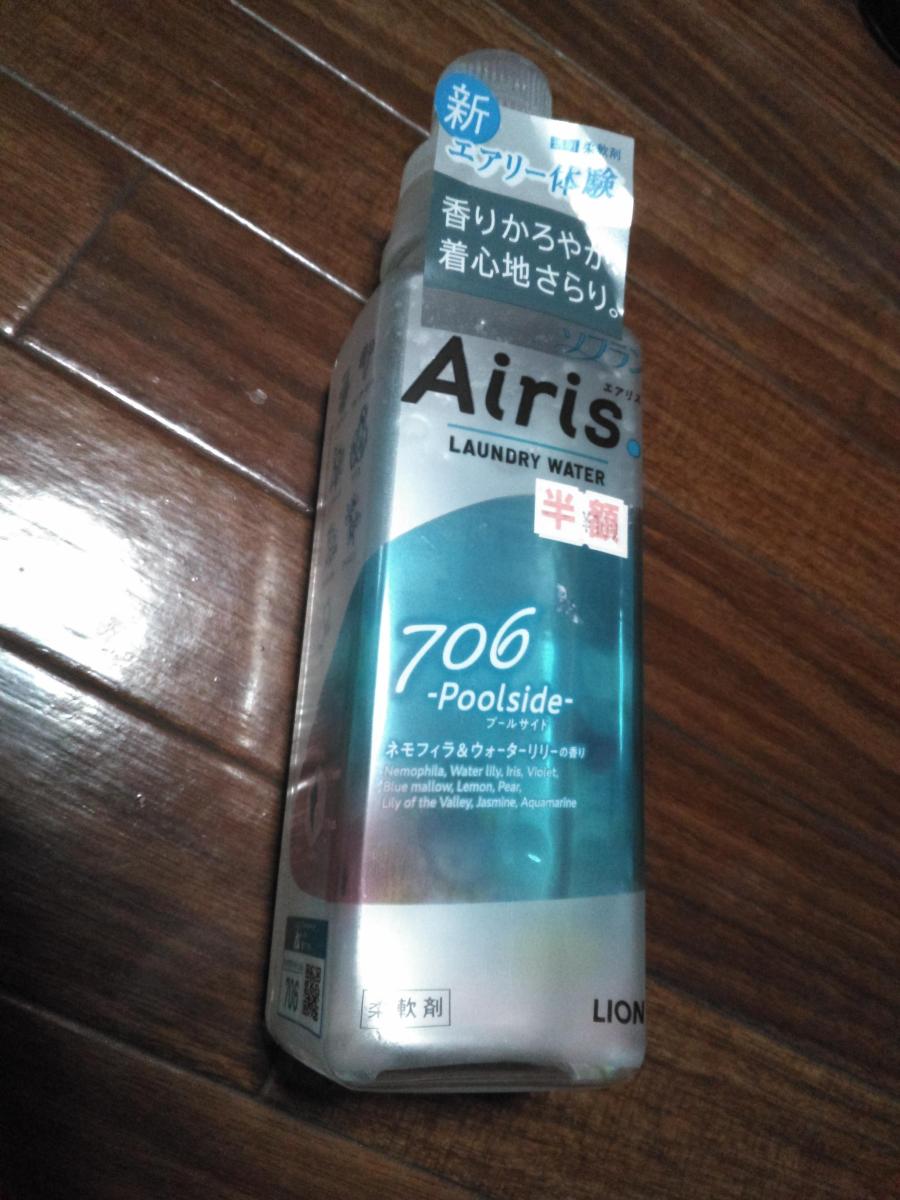 新
柔軟剤
エアリー体験
香りかろやか
着心地さらり。
ソフラン
Airis.
エアリス
LAUNDRY WATER
半額
706
-Poolside-
プールサイド
ネモフィラ&ウォーターリリーの香り
Nemophila, Water lily, Iris, Violet,
Blue mallow, Lemon, Pear,
Lily of the Valley, Jasmine, Aquamarine
706
柔軟剤
LION